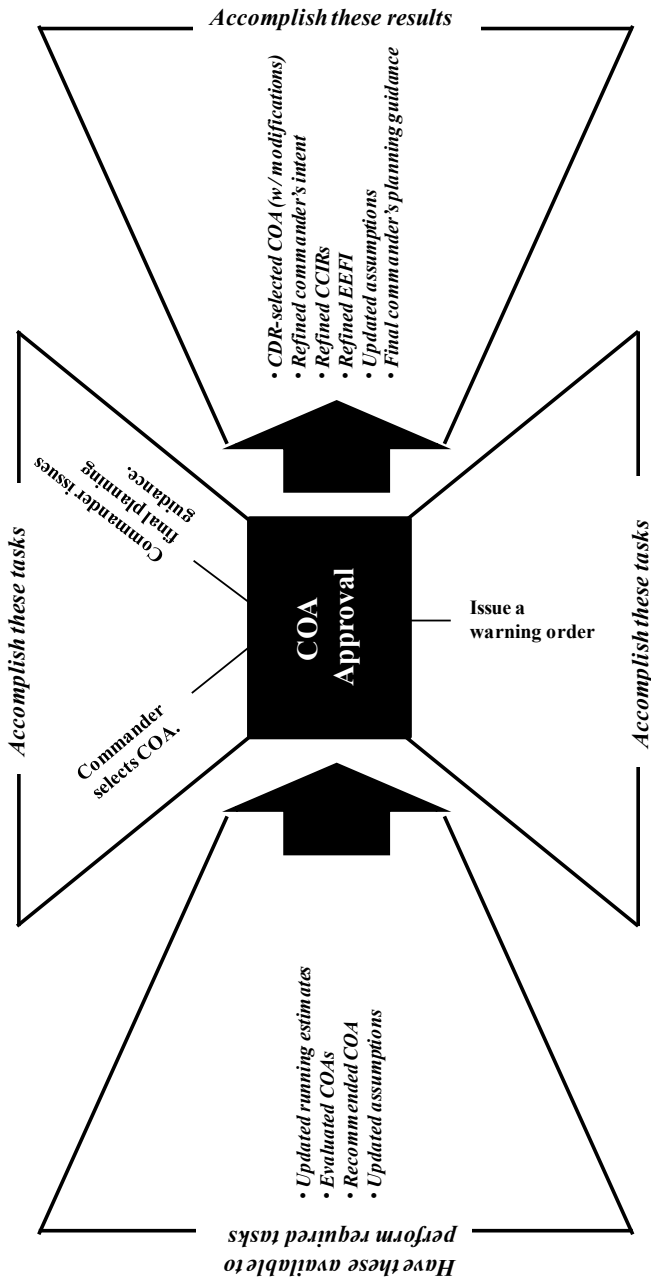 Have these available to
perform required tasks
• Updated running estimates
• Evaluated COAs
• Recommended COA
• Updated assumptions
Accomplish these tasks
Commander
selects COA.
Commander issues
final planning
guidance.
COA
Approval
Issue a
warning order
Accomplish these tasks
Accomplish these results
• CDR-selected COA (w/ modifications)
• Refined commander's intent
• Refined CCIRs
• Refined EEFI
• Updated assumptions
• Final commander's planning guidance